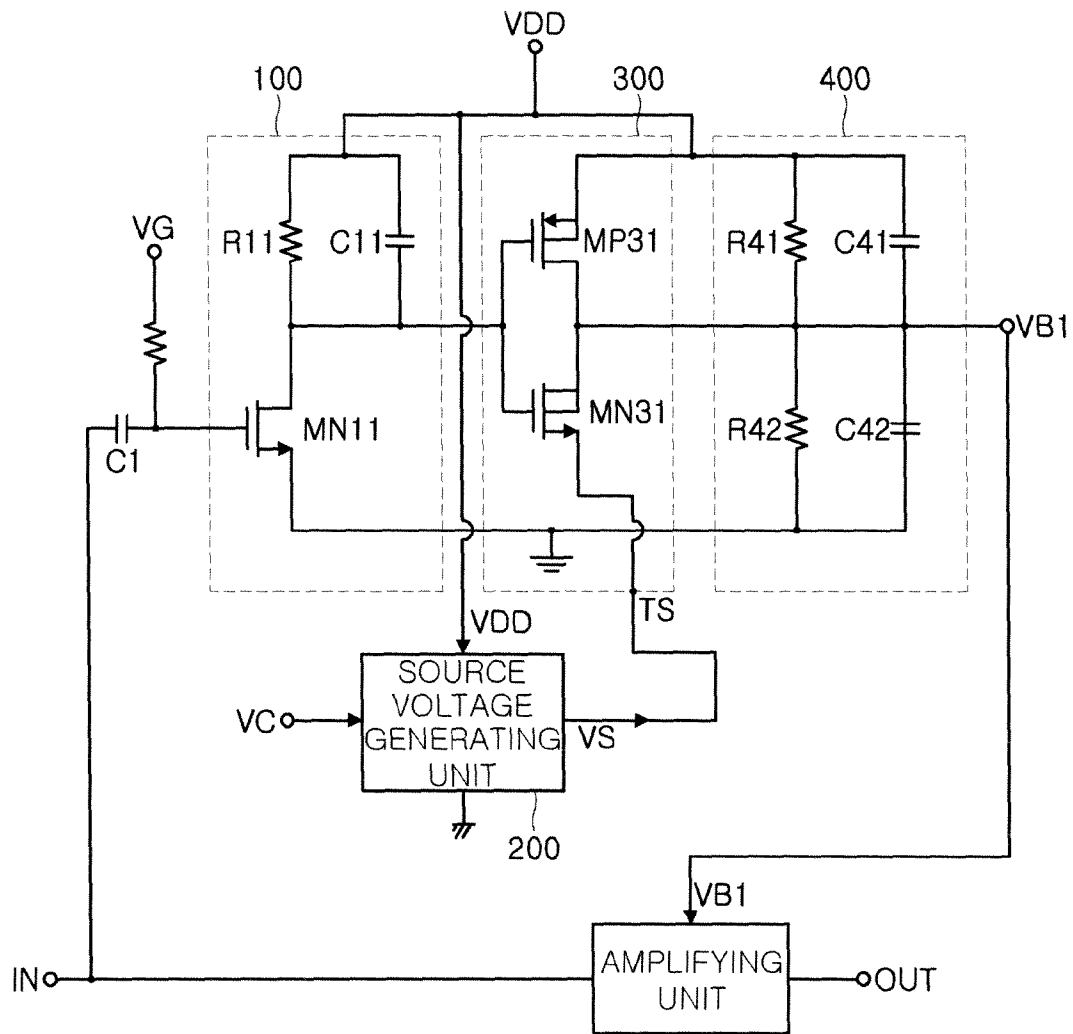 VDD
100
300
400
VG
R11
C11
MP31
R41
C41
VB1
C1
MN11
MN31
R42
C42
TS
VDD
VC
SOURCE
VOLTAGE
GENERATING
UNIT
VS
200
VB1
IN
AMPLIFYING
UNIT
OUT